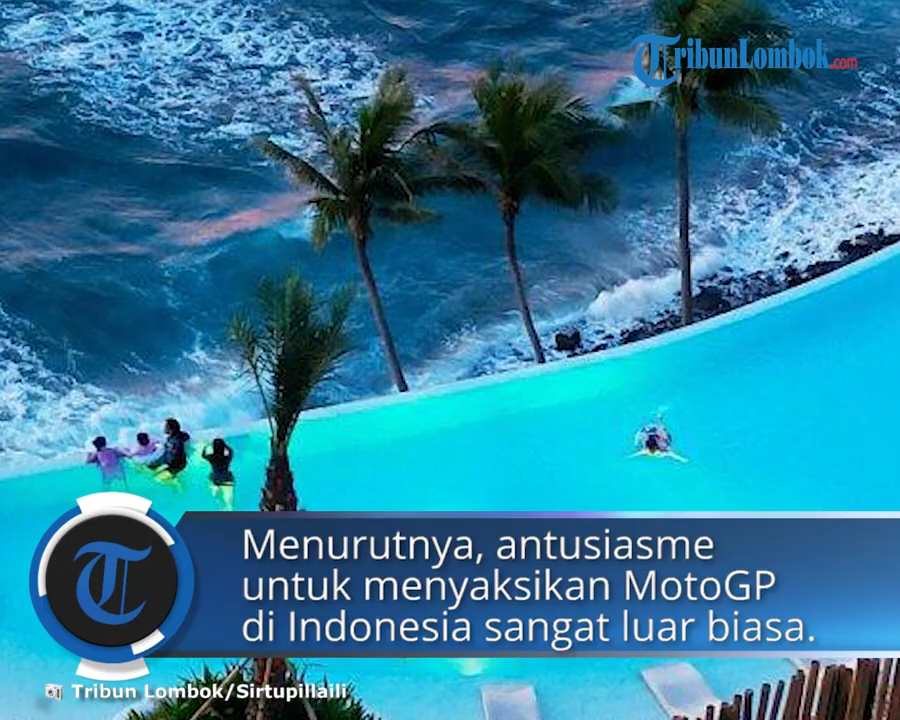 TribunLombok.com
Menurutnya, antusiasme
untuk menyaksikan MotoGP
di Indonesia sangat luar biasa.
T
Tribun Lombok/Sirtupillaili